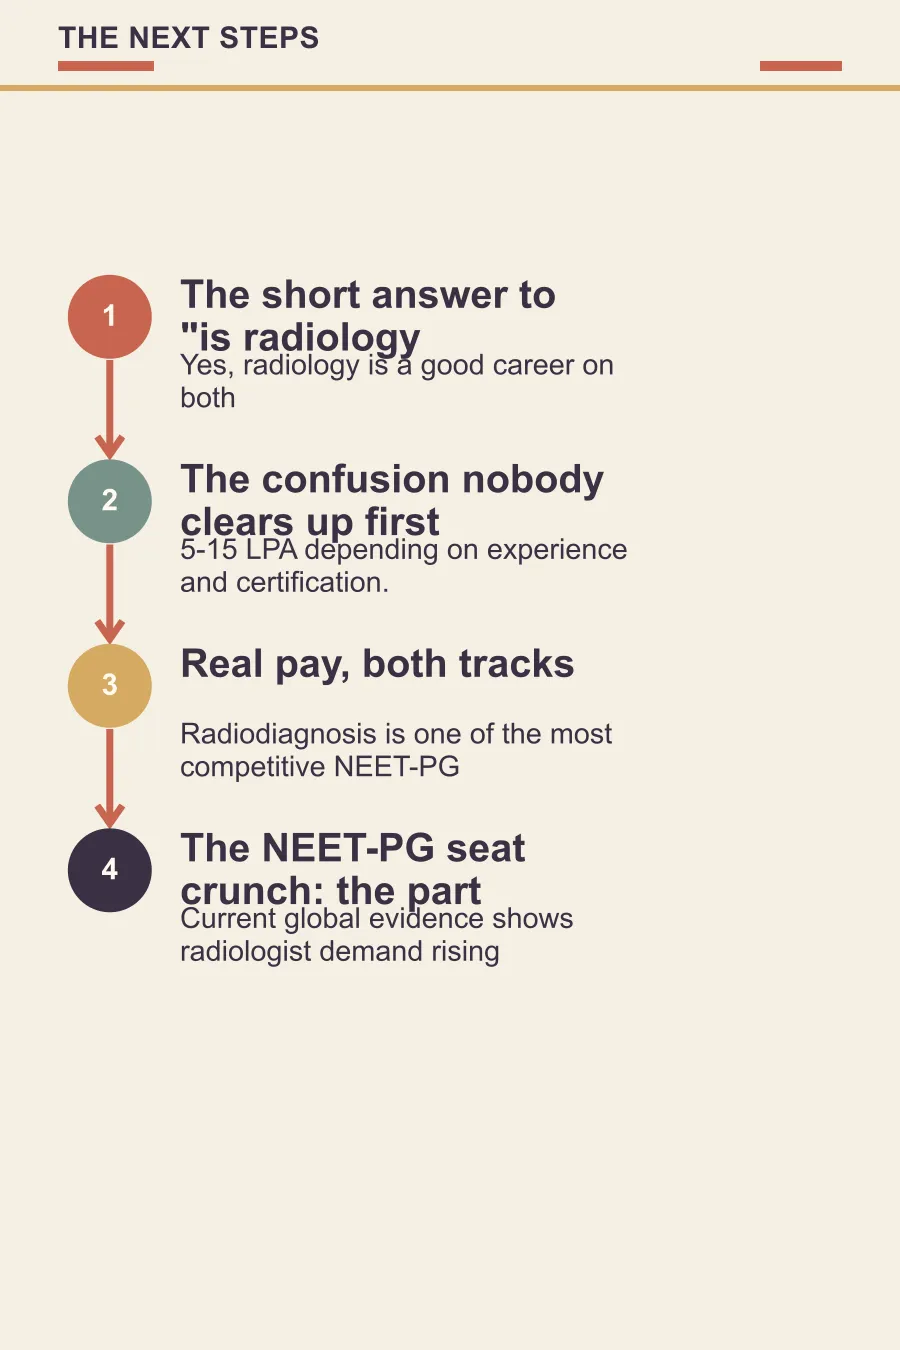 THE NEXT STEPS
1
The short answer to
"is radiology
Yes, radiology is a good career on
both
2
The confusion nobody
clears up first
5-15 LPA depending on experience
and certification.
3
Real pay, both tracks
Radiodiagnosis is one of the most
competitive NEET-PG
4
The NEET-PG seat
crunch: the part
Current global evidence shows
radiologist demand rising